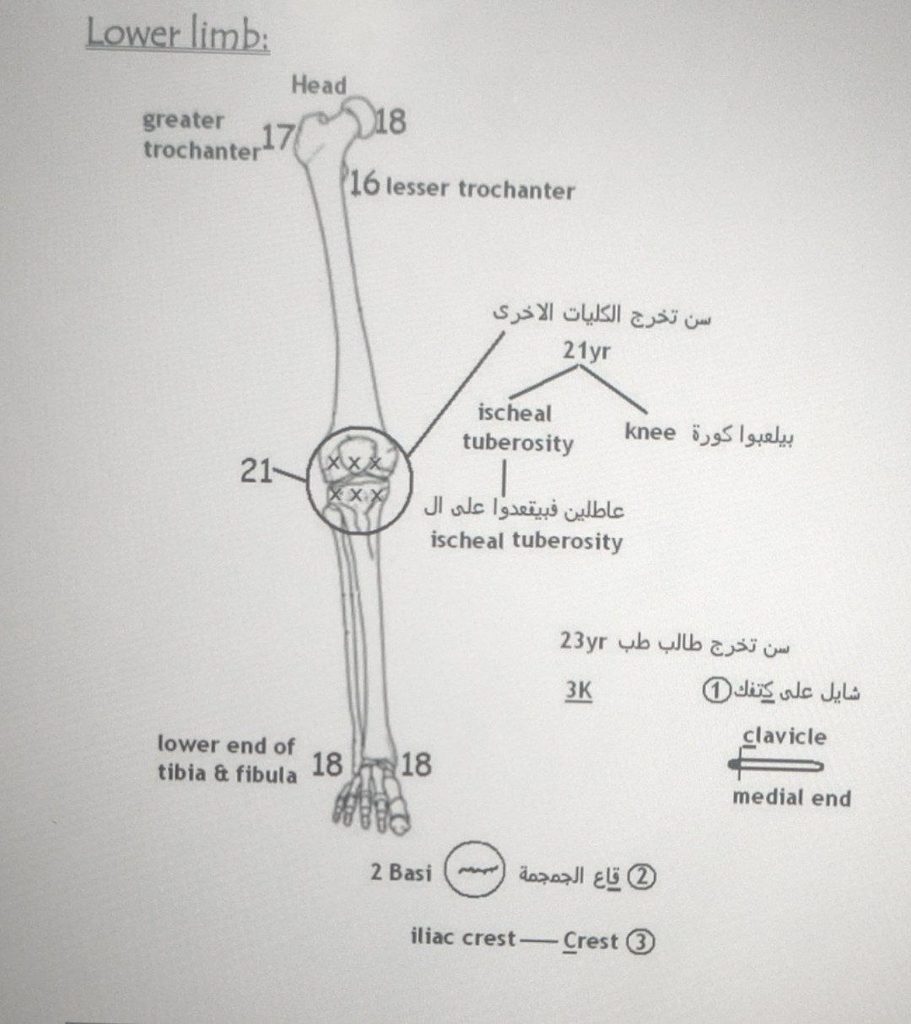 Lower limb:
Head
greater
trochanter
17
18
16 lesser trochanter
سن تخرج الكليات الاخرى
21yr
ischeal
tuberosity
knee بيلعبوا كورة
21
x x x
x x x
عاطلين فبيتعدوا على ال
ischeal tuberosity
سن تخرج طالب طب 23yr
3K
شايل على كتفك ①
clavicle
medial end
lower end of
tibia & fibula
18
18
2 Basi
قاع الجمجمة ②
iliac crest — Crest ③